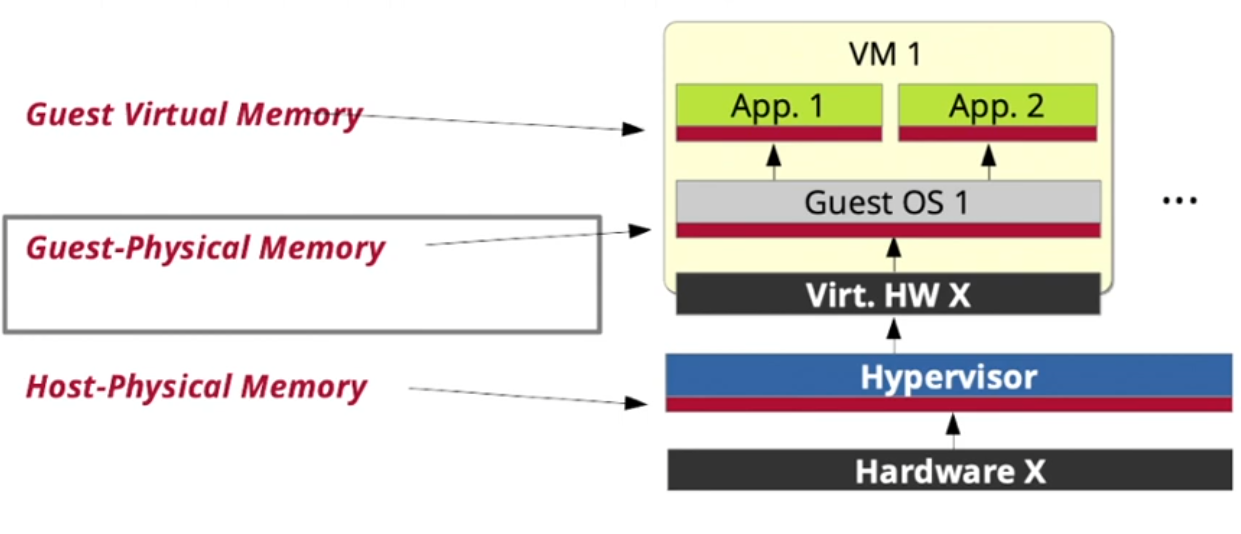 VM 1
Guest Virtual Memory
App. 1
App. 2
Guest OS 1
...
Guest-Physical Memory
Virt. HW X
Host-Physical Memory
Hypervisor
Hardware X